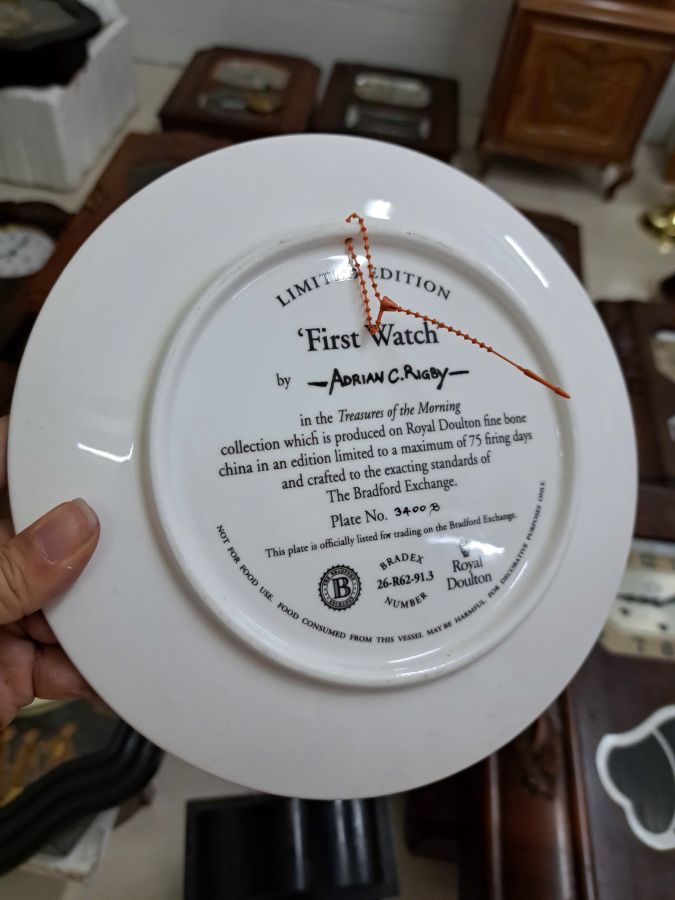 LIMITED EDITION
'First Watch
by ADRIAN C. RIGBY
in the Treasures of the Morning
collection which is produced on Royal Doulton fine bone
china in an edition limited to a maximum of 75 firing days
and crafted to the exacting standards of
The Bradford Exchange.
Plate No. 3400 B
This plate is officially listed for trading on the Bradford Exchange.
THE BRADFORD EXCHANGE
B
BRADEX
26-R62-91.3
NUMBER
Royal
Doulton
NOT FOR FOOD USE. FOOD CONSUMED FROM THIS VESSEL MAY BE HARMFUL. FOR DECORATIVE PURPOSES ONLY.